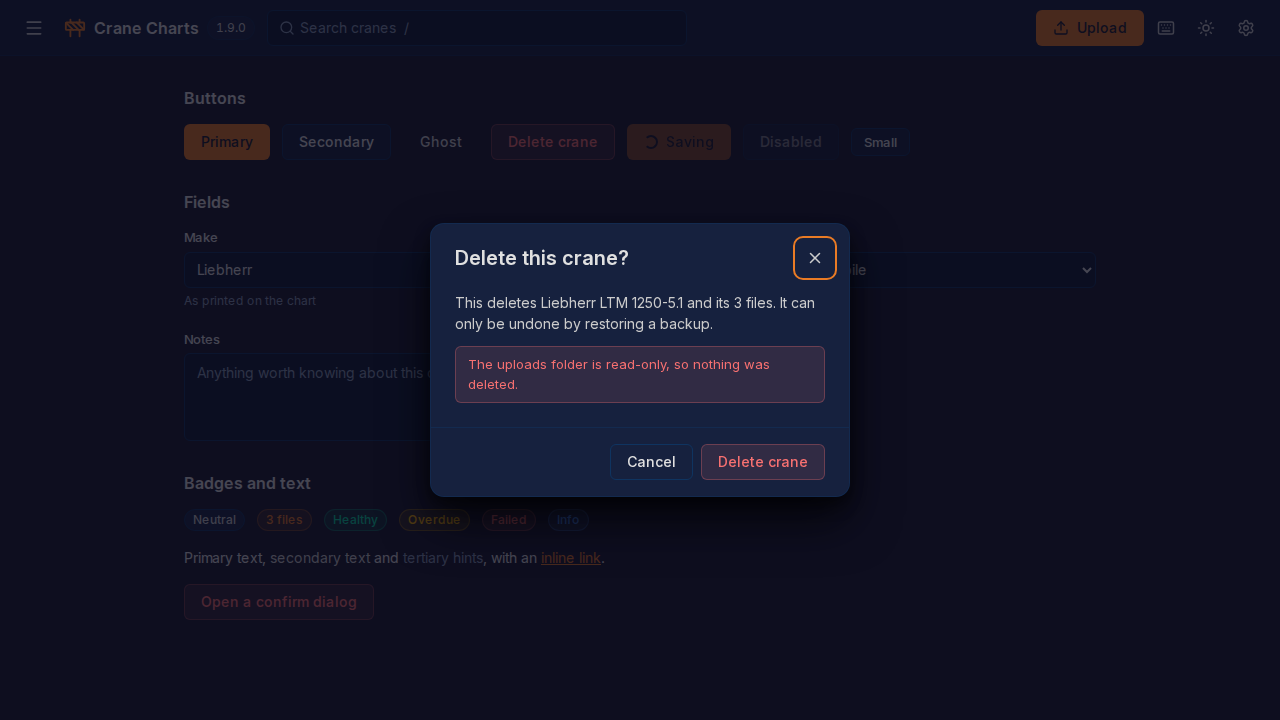 Crane Charts 1.9.0 Search cranes / Upload
Buttons
Primary Secondary Ghost Delete crane Saving Disabled Small
Fields
Make
Liebherr
As printed on the chart
Notes
Anything worth knowing about this
Delete this crane?
This deletes Liebherr LTM 1250-5.1 and its 3 files. It can
only be undone by restoring a backup.
The uploads folder is read-only, so nothing was
deleted.
Cancel Delete crane
Badges and text
Neutral 3 files Healthy Overdue Failed Info
Primary text, secondary text and tertiary hints, with an inline link.
Open a confirm dialog